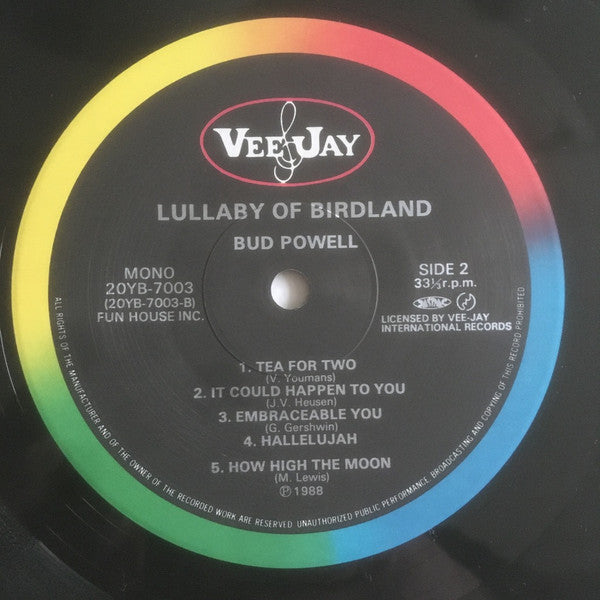 VEE JAY
LULLABY OF BIRDLAND
BUD POWELL
MONO
20YB-7003
(20YB-7003-B)
FUN HOUSE INC.
SIDE 2
33⅓r.p.m.
LICENSED BY VEE-JAY
INTERNATIONAL RECORDS
1. TEA FOR TWO
(V. Youmans)
2. IT COULD HAPPEN TO YOU
(J.V. Heusen)
3. EMBRACEABLE YOU
(G. Gershwin)
4. HALLELUJAH
5. HOW HIGH THE MOON
(M. Lewis)
℗1988
ALL RIGHTS OF THE MANUFACTURER AND OF THE OWNER OF THE RECORDED WORK ARE RESERVED. UNAUTHORIZED PUBLIC PERFORMANCE, BROADCASTING AND COPYING OF THIS RECORD PROHIBITED.